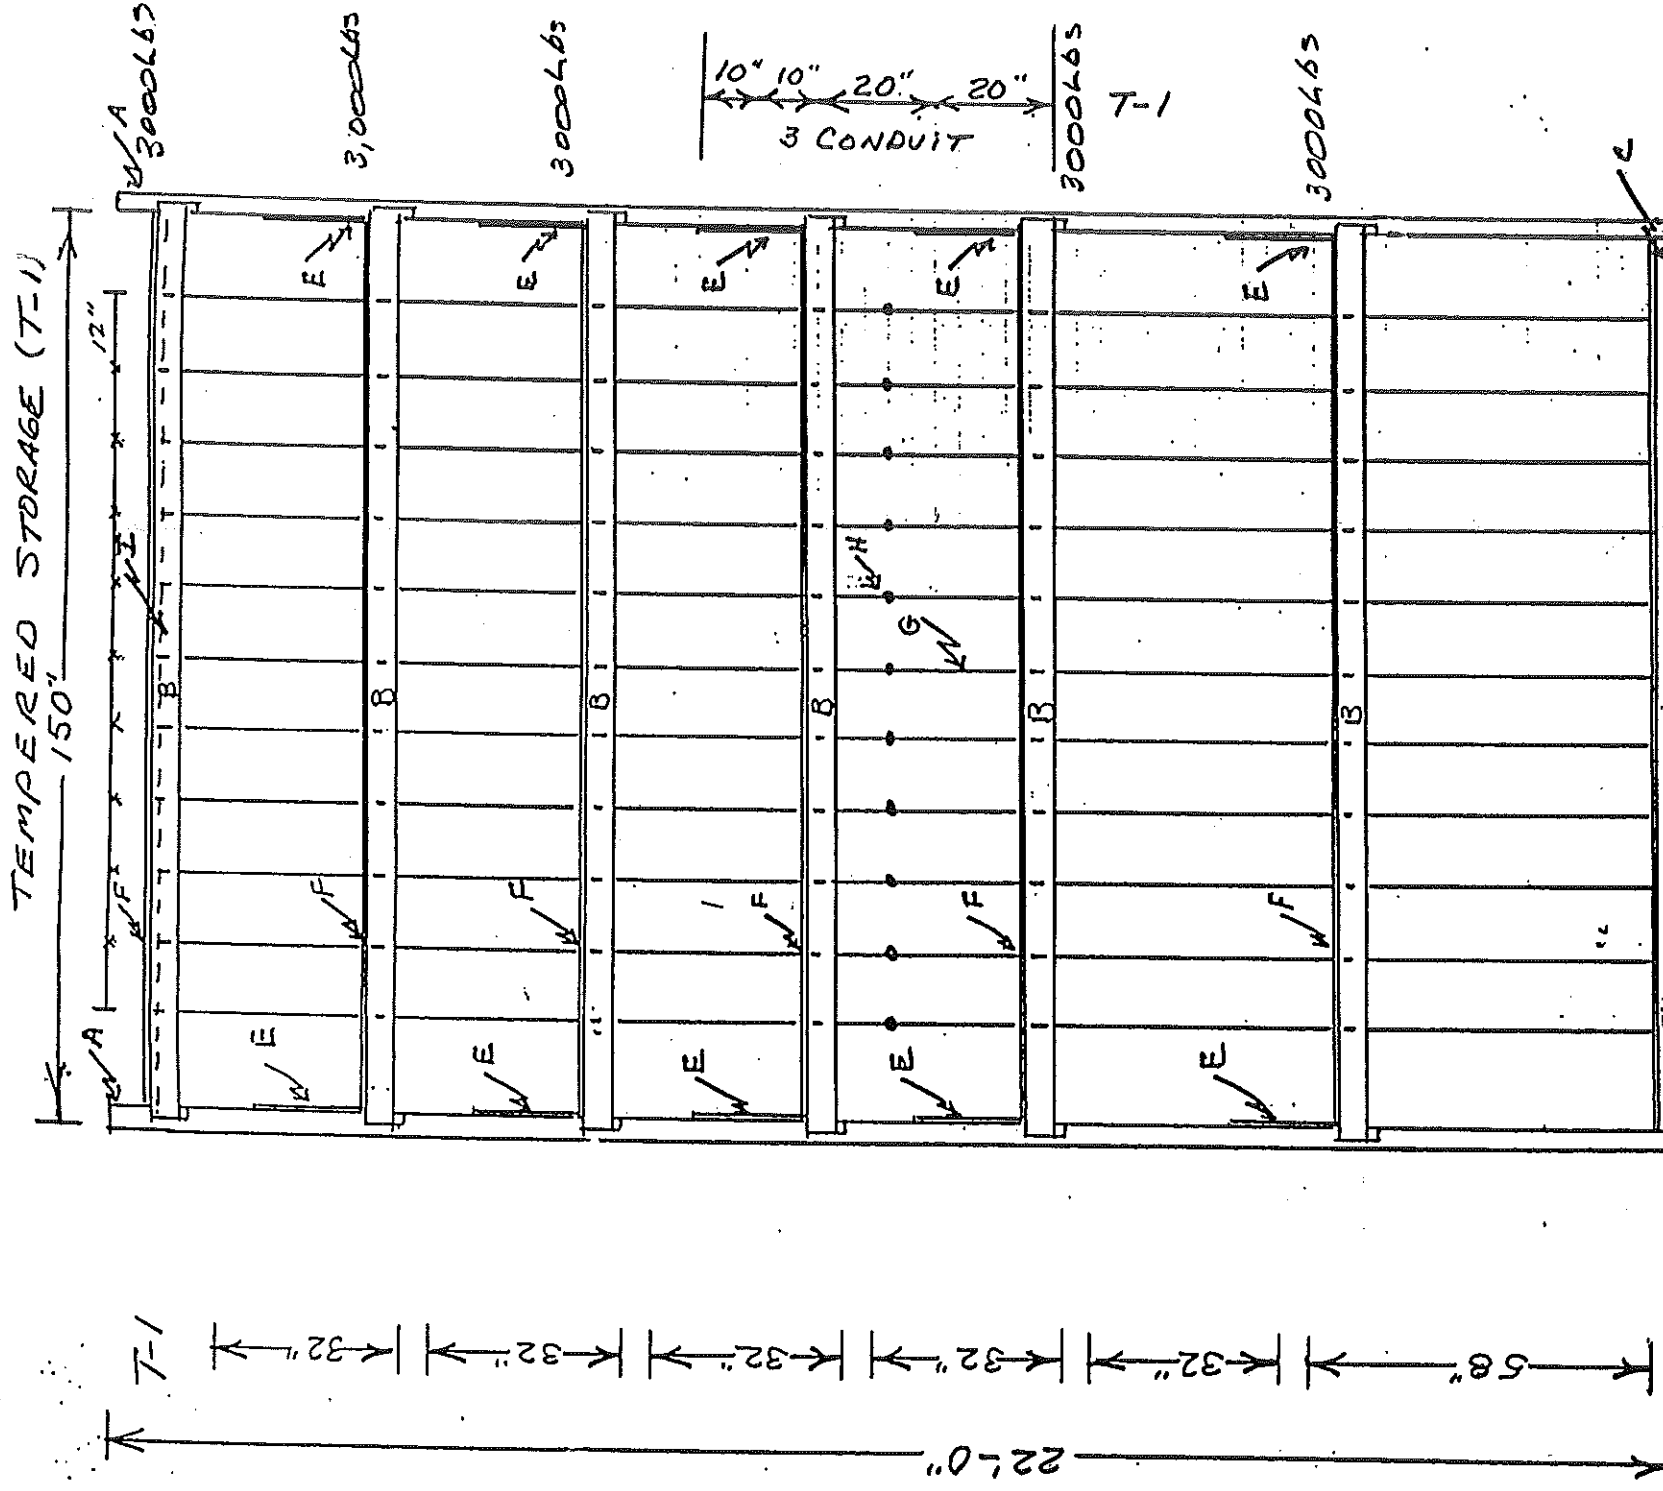 TEMPERED STORAGE (T-1)
150"
12"
A
A
I
F
3000Lbs
B
E
E
F
3,000Lbs
B
E
E
F
3000Lbs
B
E
E
F
10" 10" 20" 20"
3 CONDUIT
B
H
G
E
E
F
3000Lbs
T-1
B
E
E
F
3000Lbs
B
C
T-1
32"
32"
32"
32"
32"
58"
22'-0"